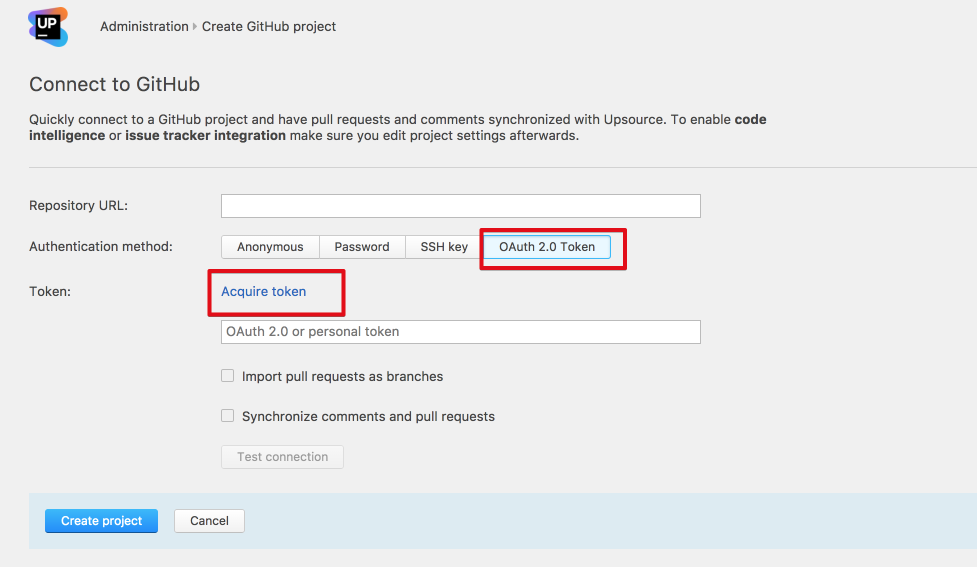 UP
Administration › Create GitHub project
Connect to GitHub
Quickly connect to a GitHub project and have pull requests and comments synchronized with Upsource. To enable code
intelligence or issue tracker integration make sure you edit project settings afterwards.
Repository URL:
Authentication method: Anonymous Password SSH key OAuth 2.0 Token
Token: Acquire token
OAuth 2.0 or personal token
Import pull requests as branches
Synchronize comments and pull requests
Test connection
Create project Cancel